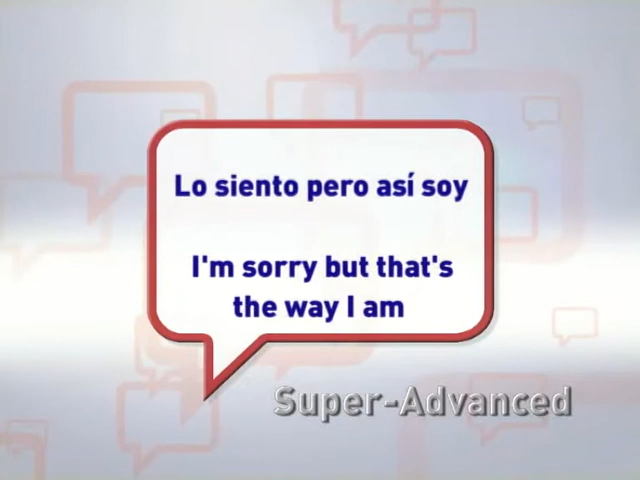 Lo siento pero así soy
I'm sorry but that's
the way I am
Super-Advanced